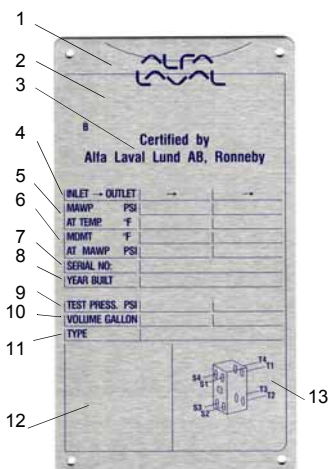 1
ALFA
LAVAL
2
B
3
Certified by
Alfa Laval Lund AB, Ronneby
4 INLET → OUTLET → →
5 MAWP PSI
6 AT TEMP. °F
MDMT °F
7 AT MAWP PSI
8 SERIAL NO:
YEAR BUILT
9 TEST PRESS. PSI
10 VOLUME GALLON
11 TYPE
12
13
S4 T4
S1 T1
S3 T3
S2 T2